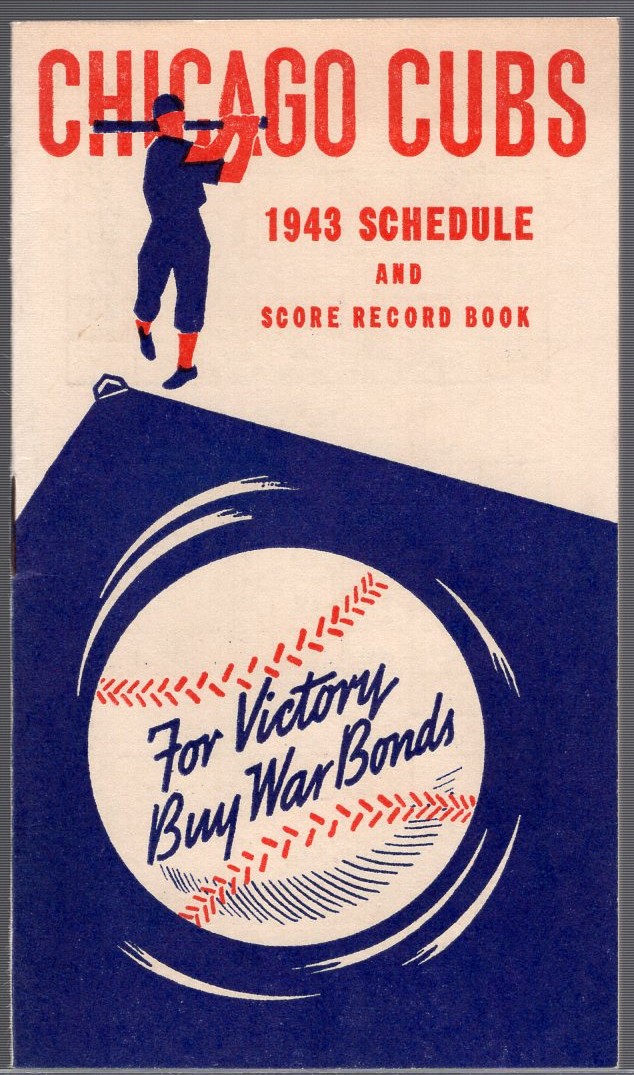 CHICAGO CUBS
1943 SCHEDULE
AND
SCORE RECORD BOOK
For Victory
Buy War Bonds